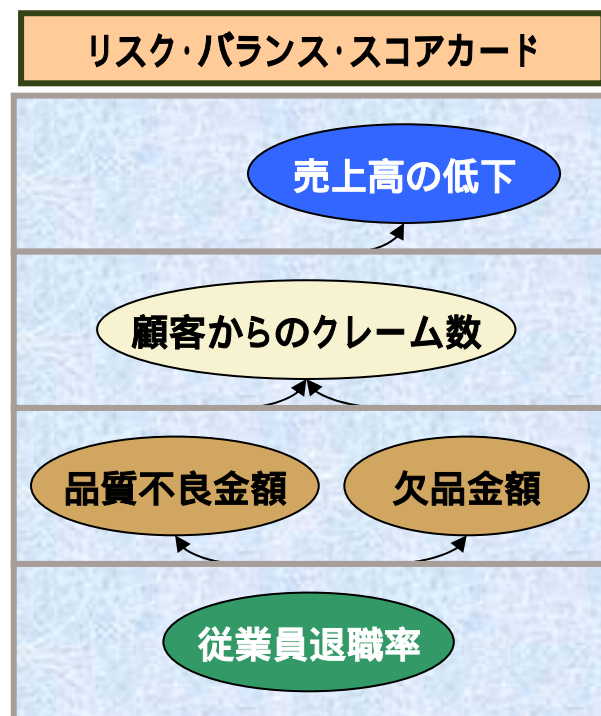 リスク・バランス・スコアカード
売上高の低下
顧客からのクレーム数
品質不良金額
欠品金額
従業員退職率